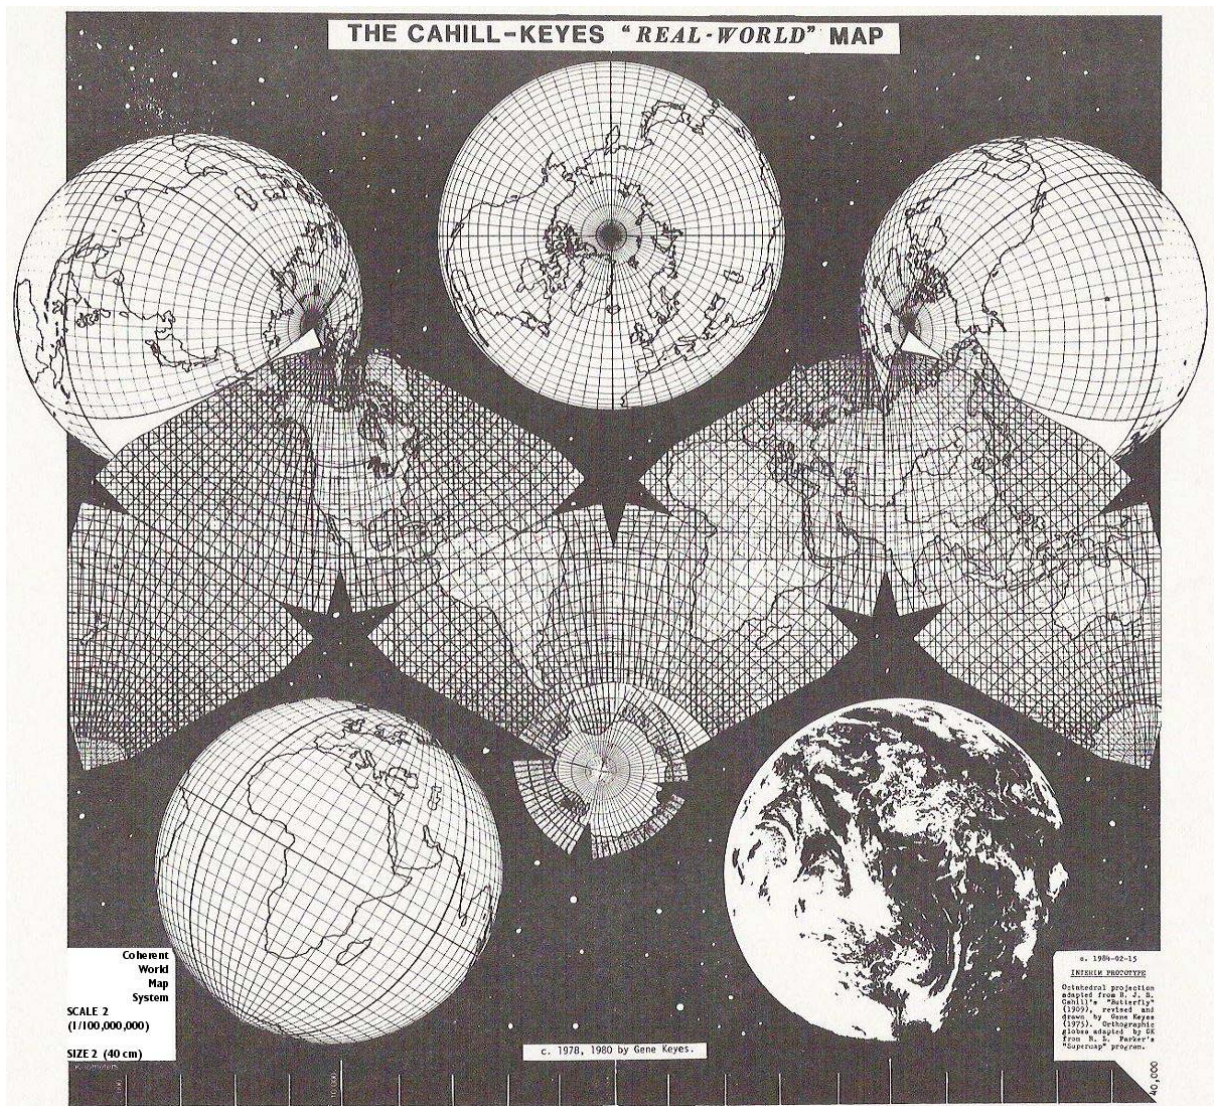 THE CAHILL-KEYES "REAL-WORLD" MAP
Coherent
World
Map
System
SCALE 2
(1/100,000,000)
SIZE 2 (40 cm)
c. 1978, 1980 by Gene Keyes.
c. 1984-02-15
INTERIM PROTOTYPE
Octahedral projection
adapted from B. J. S.
Cahill's "Butterfly"
(1909), revised and
drawn by Gene Keyes
(1975). Orthographic
globes adapted by GK
from R. L. Parker's
"Supermap" program.
40,000